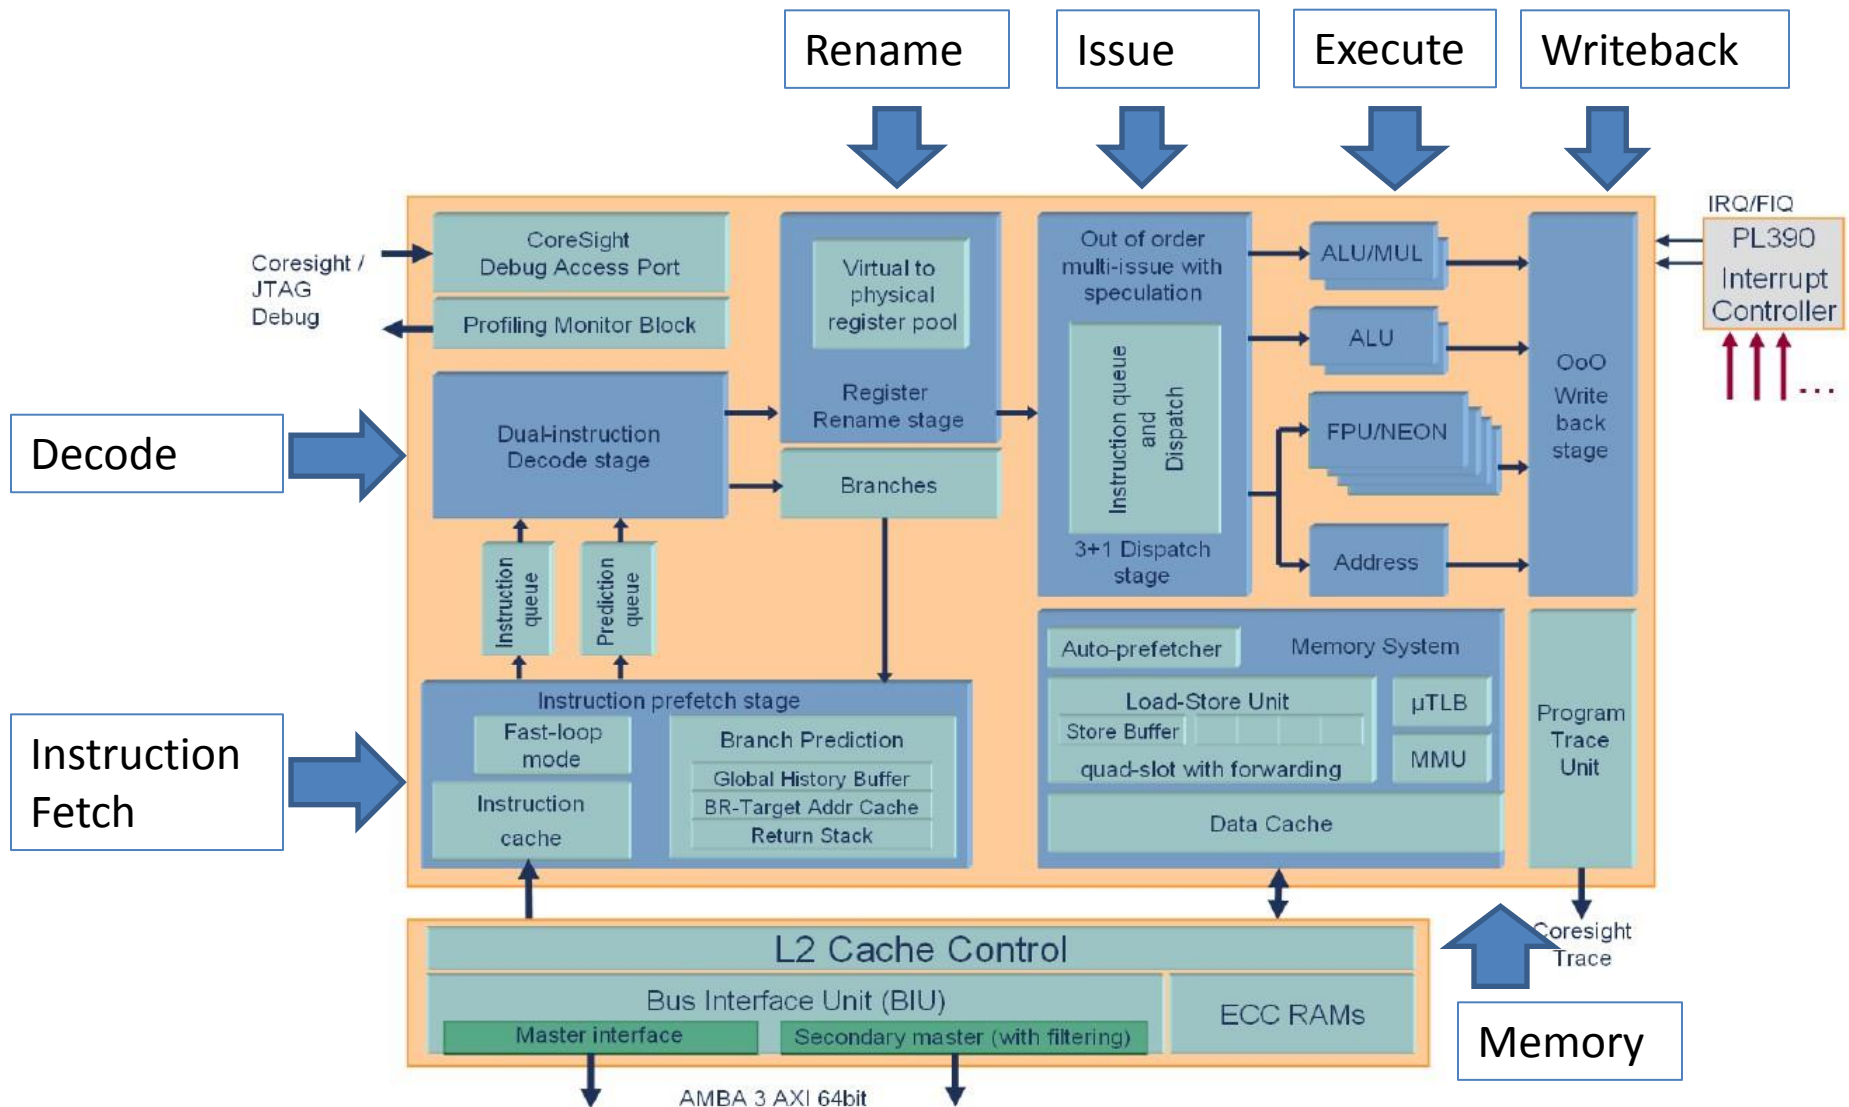 Rename
Issue
Execute
Writeback
CoreSight
Debug Access Port
Profiling Monitor Block
Coresight /
JTAG
Debug
Virtual to
physical
register pool
Register
Rename stage
Out of order
multi-issue with
speculation
Instruction queue
and
Dispatch
3+1 Dispatch
stage
ALU/MUL
ALU
FPU/NEON
Address
OoO
Write
back
stage
IRQ/FIQ
PL390
Interrupt
Controller
...
Decode
Dual-instruction
Decode stage
Branches
Instruction
queue
Prediction
queue
Instruction
Fetch
Instruction prefetch stage
Fast-loop
mode
Instruction
cache
Branch Prediction
Global History Buffer
BR-Target Addr Cache
Return Stack
Auto-prefetcher
Memory System
Load-Store Unit
Store Buffer
quad-slot with forwarding
µTLB
MMU
Data Cache
Program
Trace
Unit
Coresight
Trace
L2 Cache Control
Bus Interface Unit (BIU)
Master interface
Secondary master (with filtering)
ECC RAMs
Memory
AMBA 3 AXI 64bit